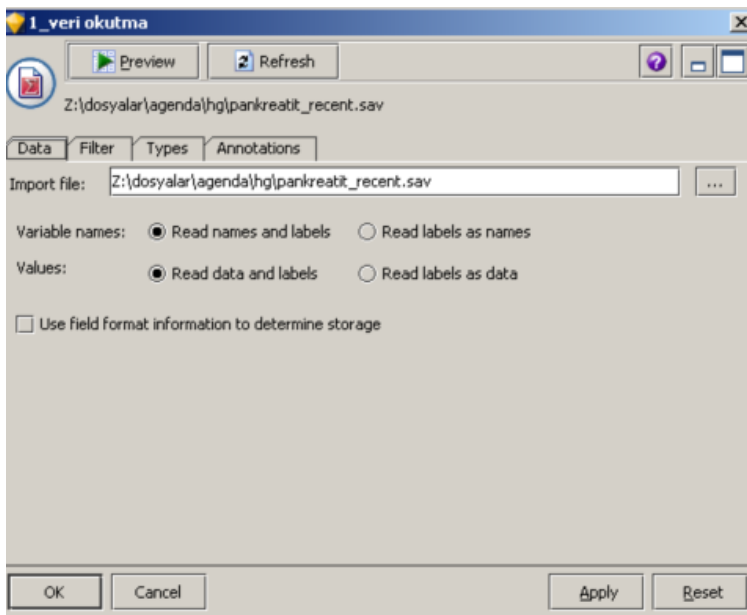 1_veri okutma
Preview Refresh
Z:\dosyalar\agenda\hg\pankreatit_recent.sav
Data Filter Types Annotations
Import file: Z:\dosyalar\agenda\hg\pankreatit_recent.sav ...
Variable names: Read names and labels Read labels as names
Values: Read data and labels Read labels as data
Use field format information to determine storage
OK Cancel Apply Reset